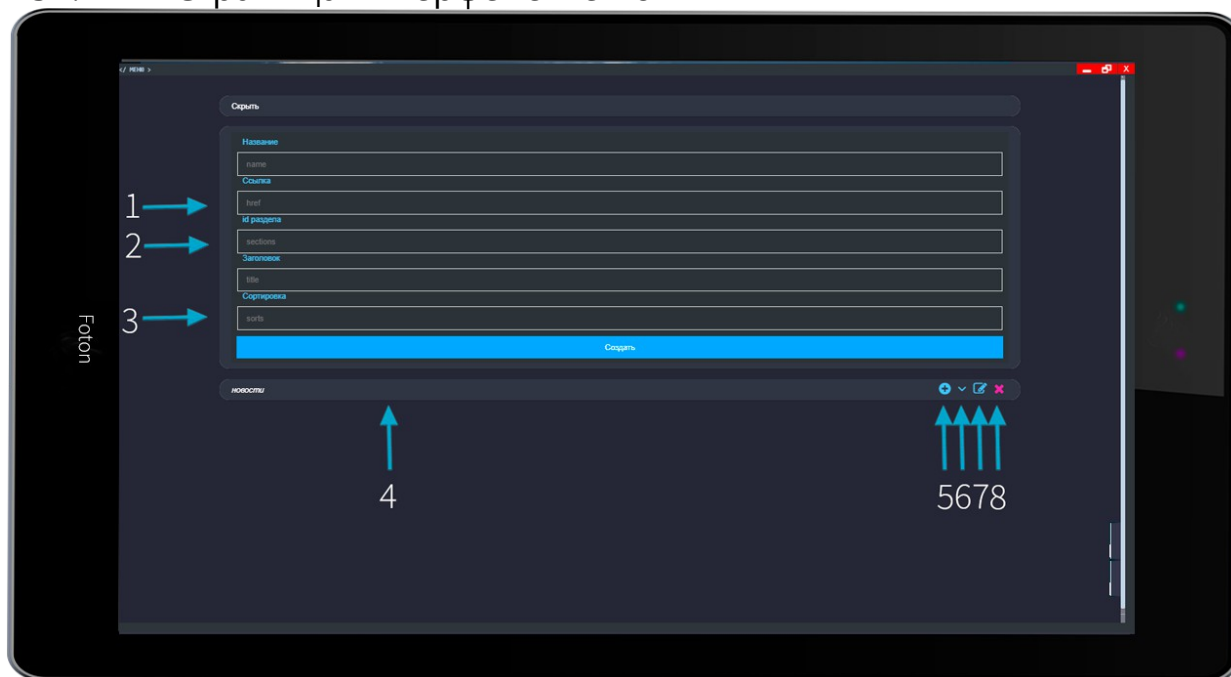 </ МЕНЮ >
X
Скрыть
Название
name
Ссылка
href
1
id раздела
sections
2
Заголовок
title
Сортировка
sorts
3
Foton
Создать
новости
4
5678